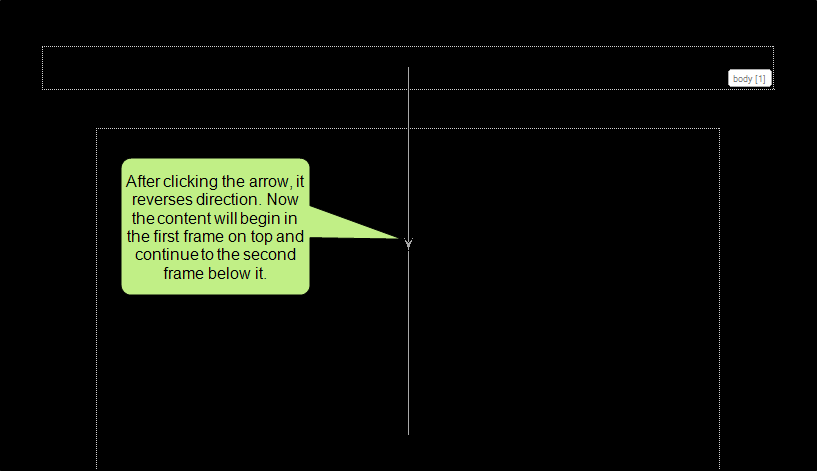 body [1]
After clicking the arrow, it
reverses direction. Now
the content will begin in
the first frame on top and
continue to the second
frame below it.